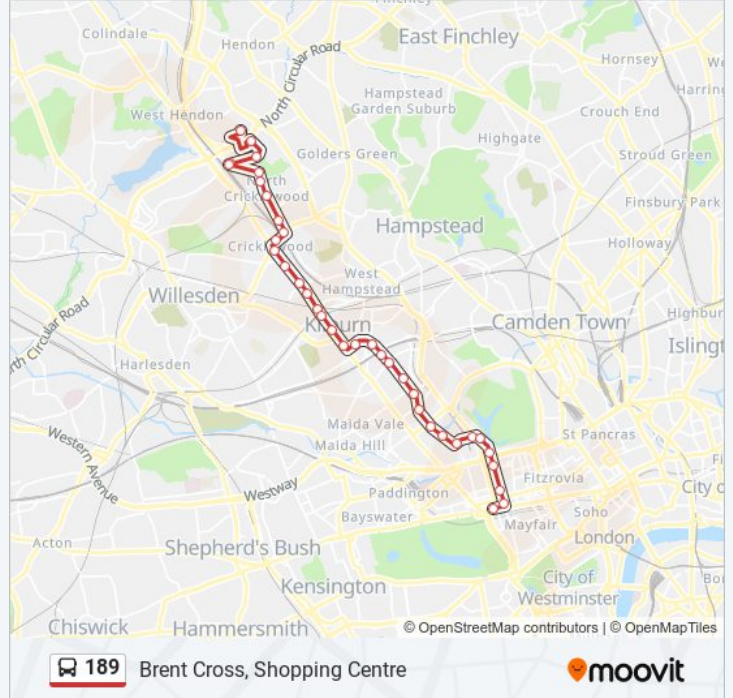 Finchley
Colindale
Hendon
East Finchley
North Circular Road
Hornsey
Hampstead
Garden Suburb
West Hendon
Crouch End
Highgate
Golders Green
Stroud Green
North
Cricklewood
Finsbury Park
Hampstead
Cricklewood
Holloway
West
Hampstead
Willesden
Kilburn
Camden Town
rth Circular Road
Harlesden
Maida Vale
Maida Hill
St Pancras
Western Avenue
Westway
Paddington
Fitzrovia
City o
Bayswater
Soho
Mayfair
London
Acton
Shepherd's Bush
Kensington
City of
Westminster
Chiswick
Hammersmith
© OpenStreetMap contributors | © OpenMapTiles
189 Brent Cross, Shopping Centre
moovit